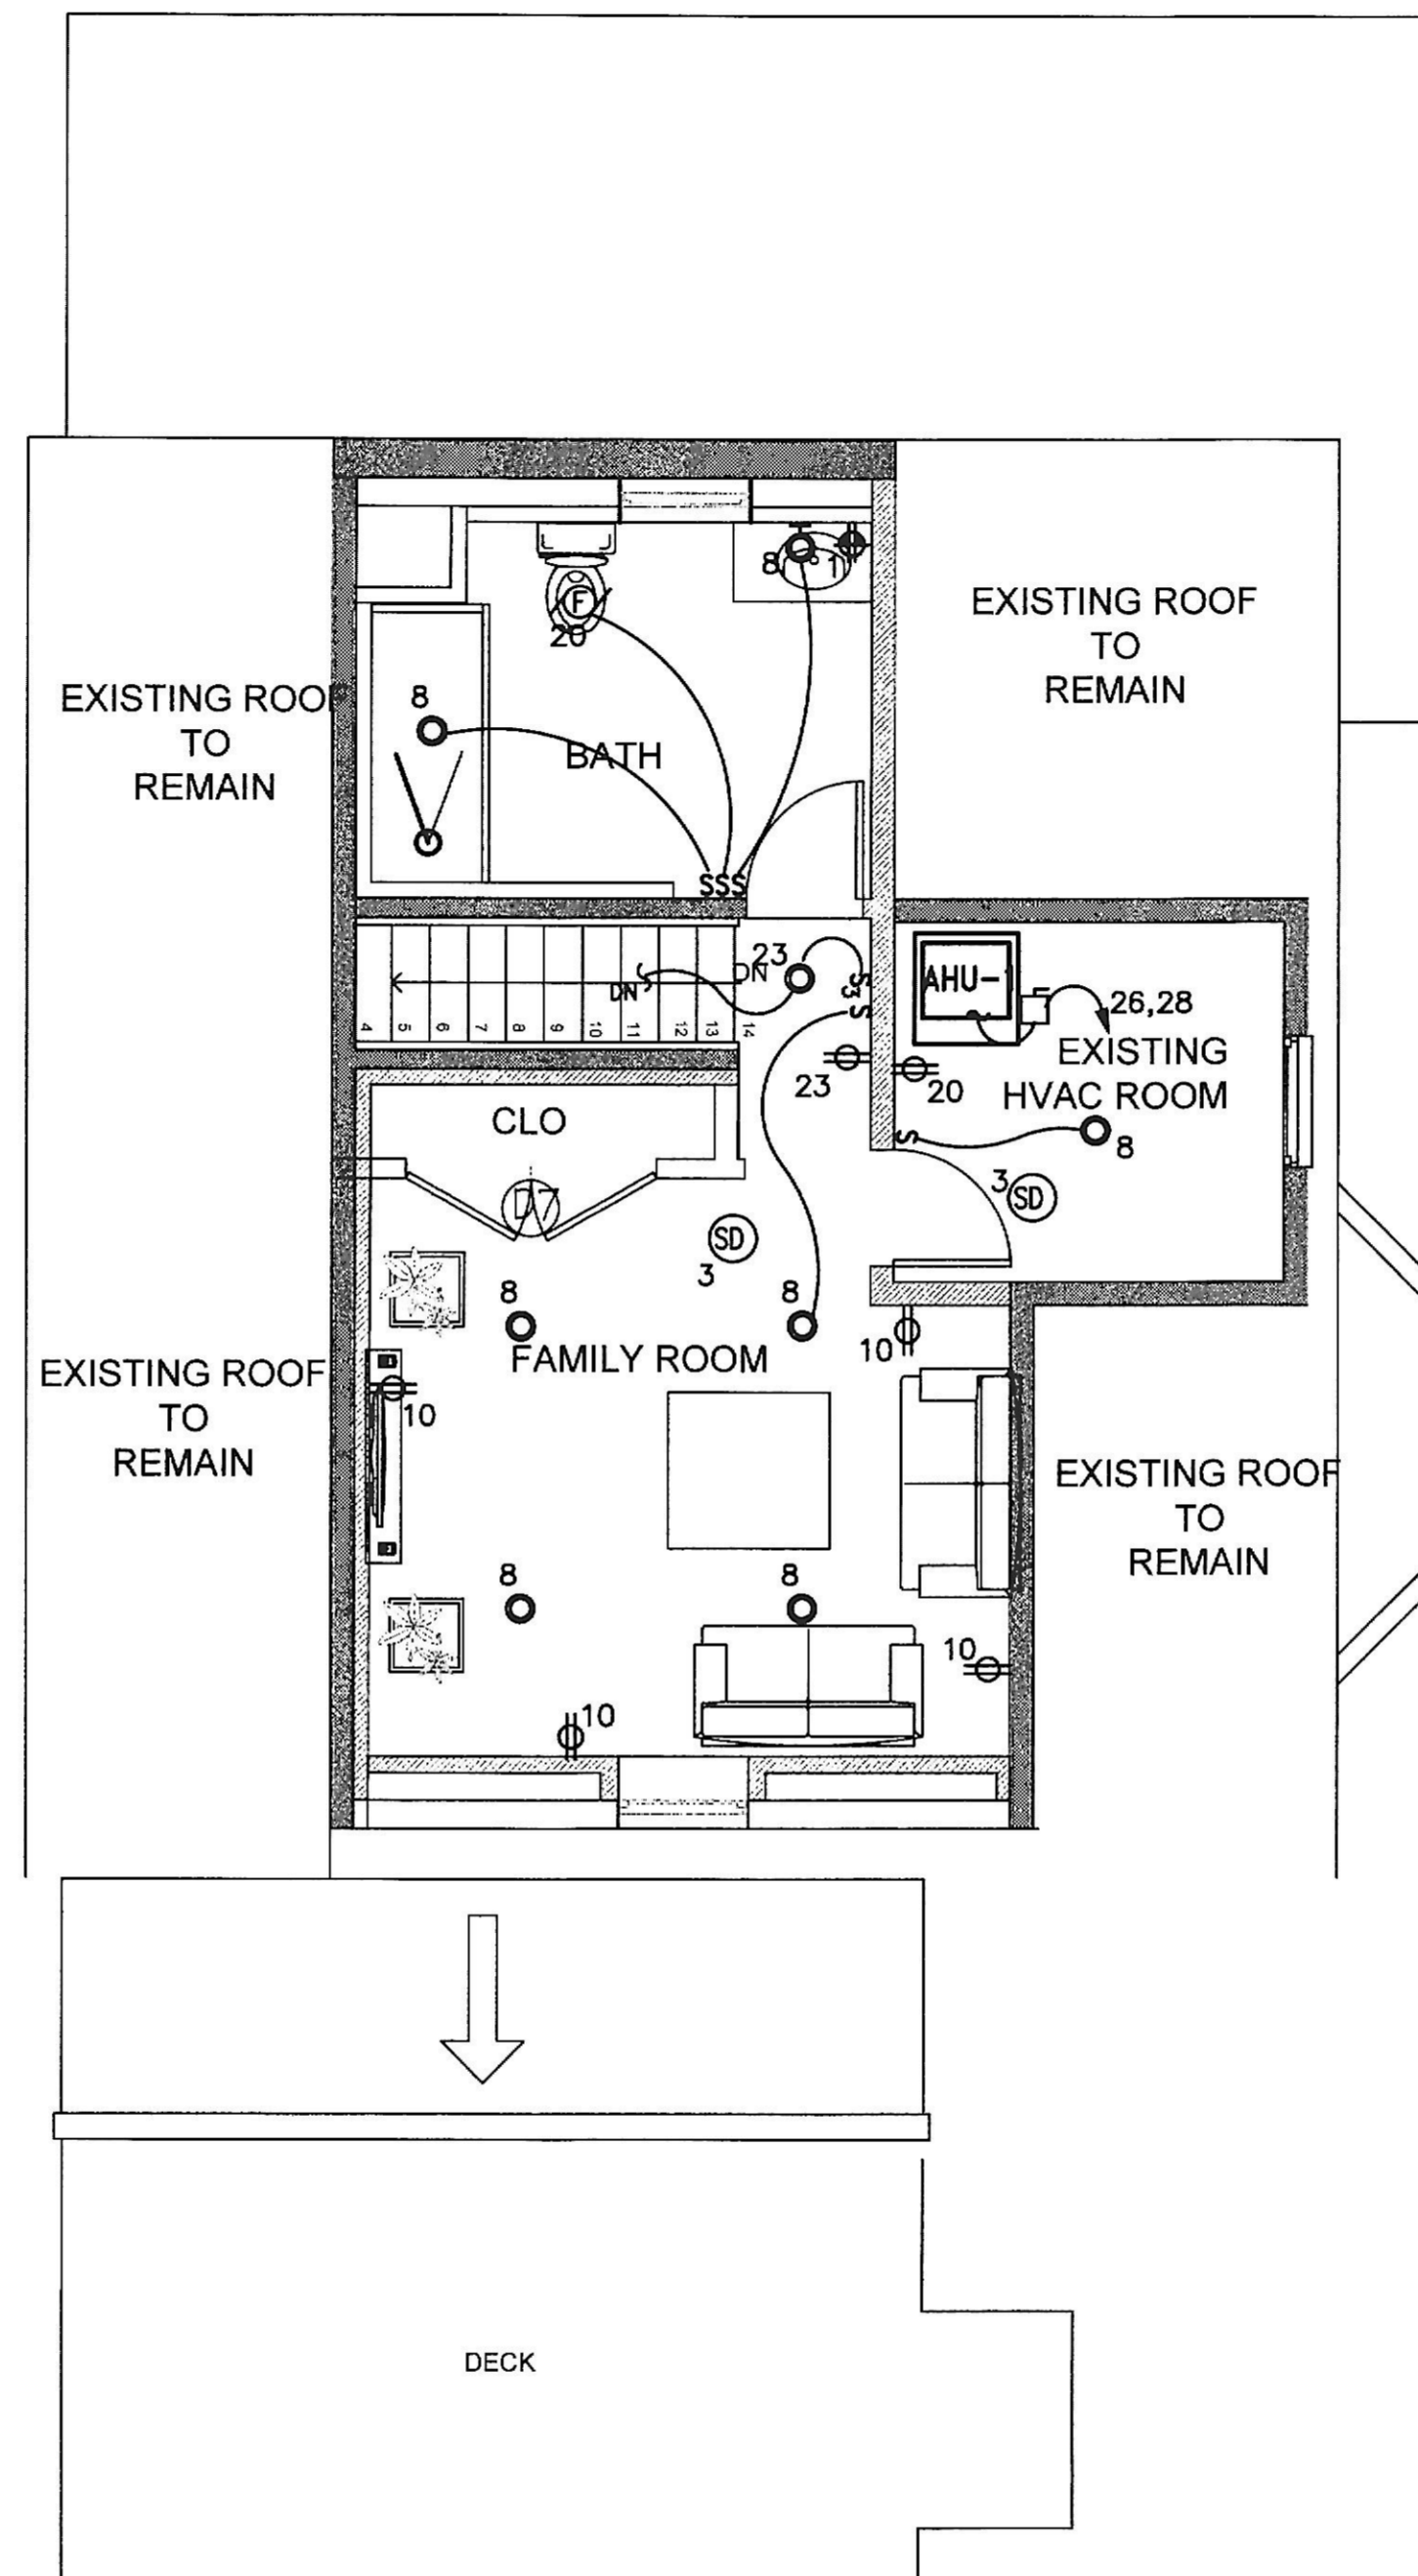 EXISTING ROOF
TO
REMAIN
8
1
F
20
EXISTING ROOF
TO
REMAIN
8
BATH
SSS
23
DN
DN
S3
S
AHU-
26,28
EXISTING
HVAC ROOM
4 5 6 7 8 9 10 11 12 13 14
23
20
S
8
CLO
3
SD
D7
SD
3
8
8
10
FAMILY ROOM
EXISTING ROOF
TO
REMAIN
10
EXISTING ROOF
TO
REMAIN
8
8
10
10
DECK